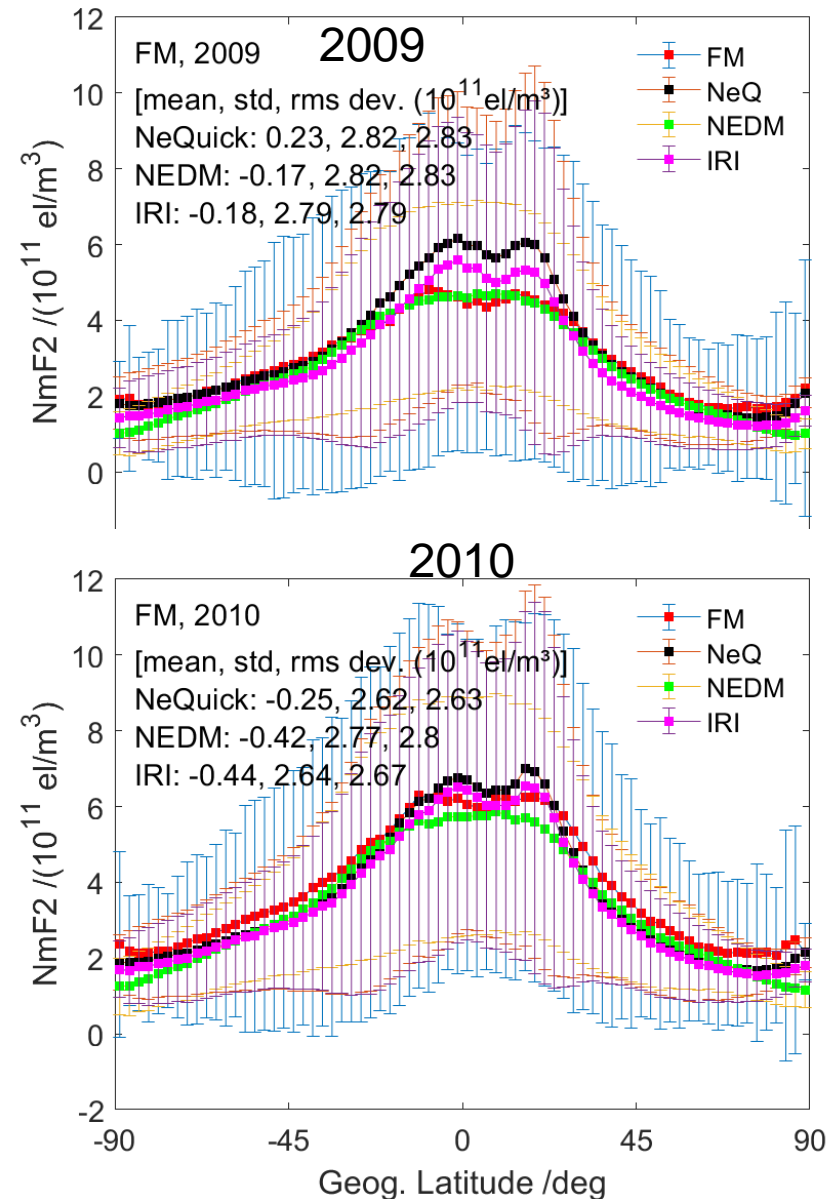 2009
FM, 2009
[mean, std, rms dev. (10¹¹ el/m³)]
NeQuick: 0.23, 2.82, 2.83
NEDM: -0.17, 2.82, 2.83
IRI: -0.18, 2.79, 2.79
FM
NeQ
NEDM
IRI
12
10
8
6
4
2
0
NmF2 /(10¹¹ el/m³)
2010
FM, 2010
[mean, std, rms dev. (10¹¹ el/m³)]
NeQuick: -0.25, 2.62, 2.63
NEDM: -0.42, 2.77, 2.8
IRI: -0.44, 2.64, 2.67
FM
NeQ
NEDM
IRI
12
10
8
6
4
2
0
-2
NmF2 /(10¹¹ el/m³)
-90 -45 0 45 90
Geog. Latitude /deg